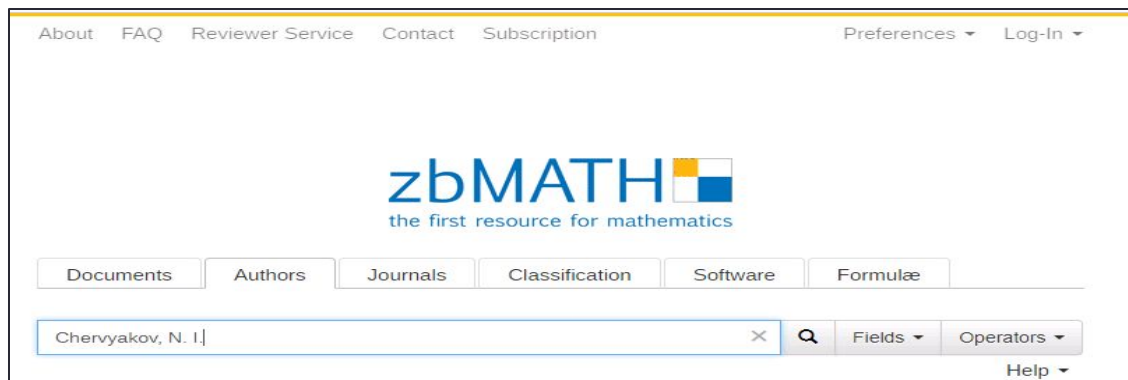 About FAQ Reviewer Service Contact Subscription Preferences Log-In
zbMATH
the first resource for mathematics
Documents Authors Journals Classification Software Formulæ
Chervyakov, N. I. Fields Operators
Help